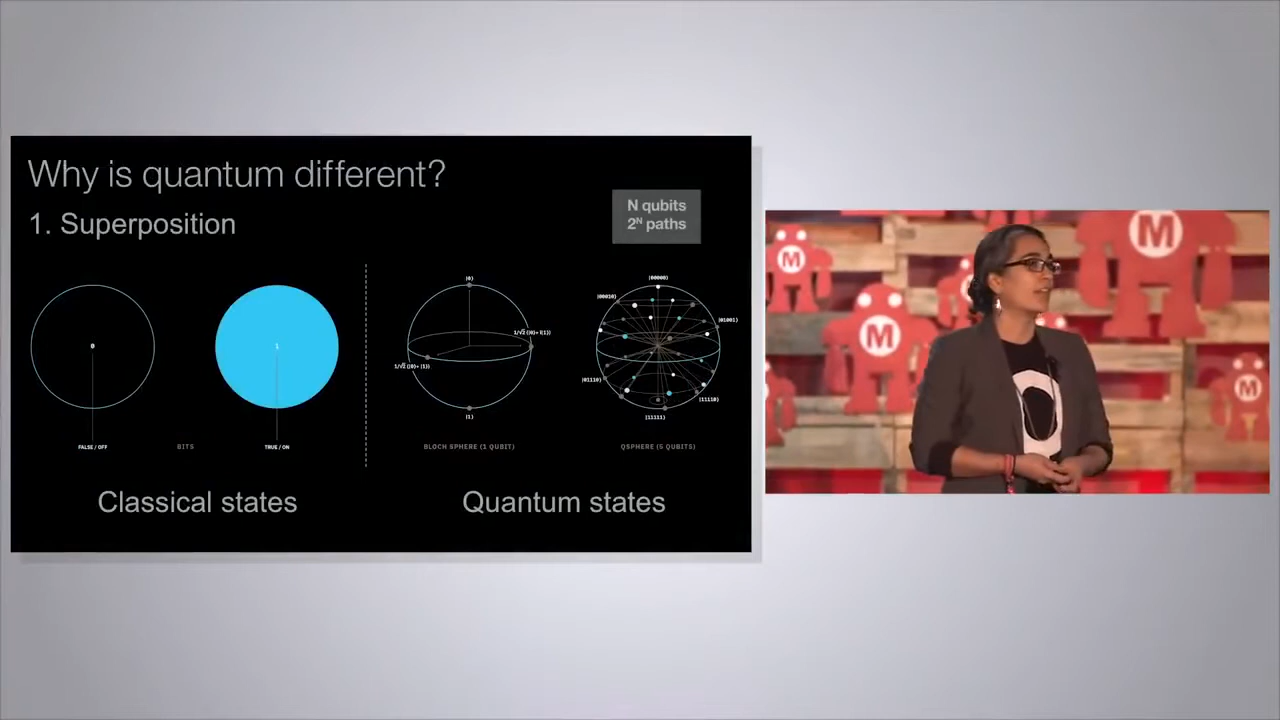 Why is quantum different?
1. Superposition
N qubits
2ᴺ paths
0
1
FALSE / OFF
BITS
TRUE / ON
|0⟩
1/√2 (|0⟩+ i|1⟩)
1/√2 (|0⟩+ |1⟩)
|1⟩
BLOCH SPHERE (1 QUBIT)
|00000⟩
|00010⟩
|01001⟩
|01110⟩
|11110⟩
|11111⟩
QSPHERE (5 QUBITS)
Classical states
Quantum states
M
M
M
M